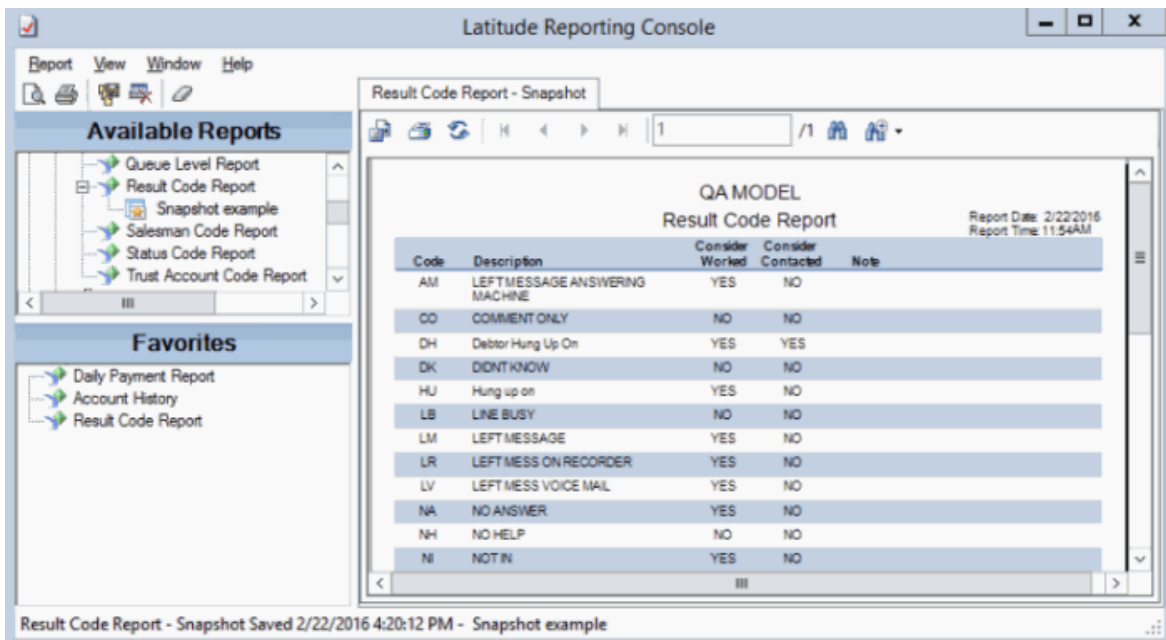 Latitude Reporting Console
Report View Window Help
Result Code Report - Snapshot
Available Reports
Queue Level Report
Result Code Report
Snapshot example
Salesman Code Report
Status Code Report
Trust Account Code Report
Favorites
Daily Payment Report
Account History
Result Code Report
1 /1
QA MODEL
Result Code Report
Report Date: 2/22/2016
Report Time: 11:54AM
Code Description Consider Worked Consider Contacted Note
AM LEFT MESSAGE ANSWERING MACHINE YES NO
CO COMMENT ONLY NO NO
DH Debtor Hung Up On YES YES
DK DIDNT KNOW NO NO
HU Hung up on YES NO
LB LINE BUSY NO NO
LM LEFT MESSAGE YES NO
LR LEFT MESS ON RECORDER YES NO
LV LEFT MESS VOICE MAIL YES NO
NA NO ANSWER YES NO
NH NO HELP NO NO
NI NOT IN YES NO
Result Code Report - Snapshot Saved 2/22/2016 4:20:12 PM - Snapshot example